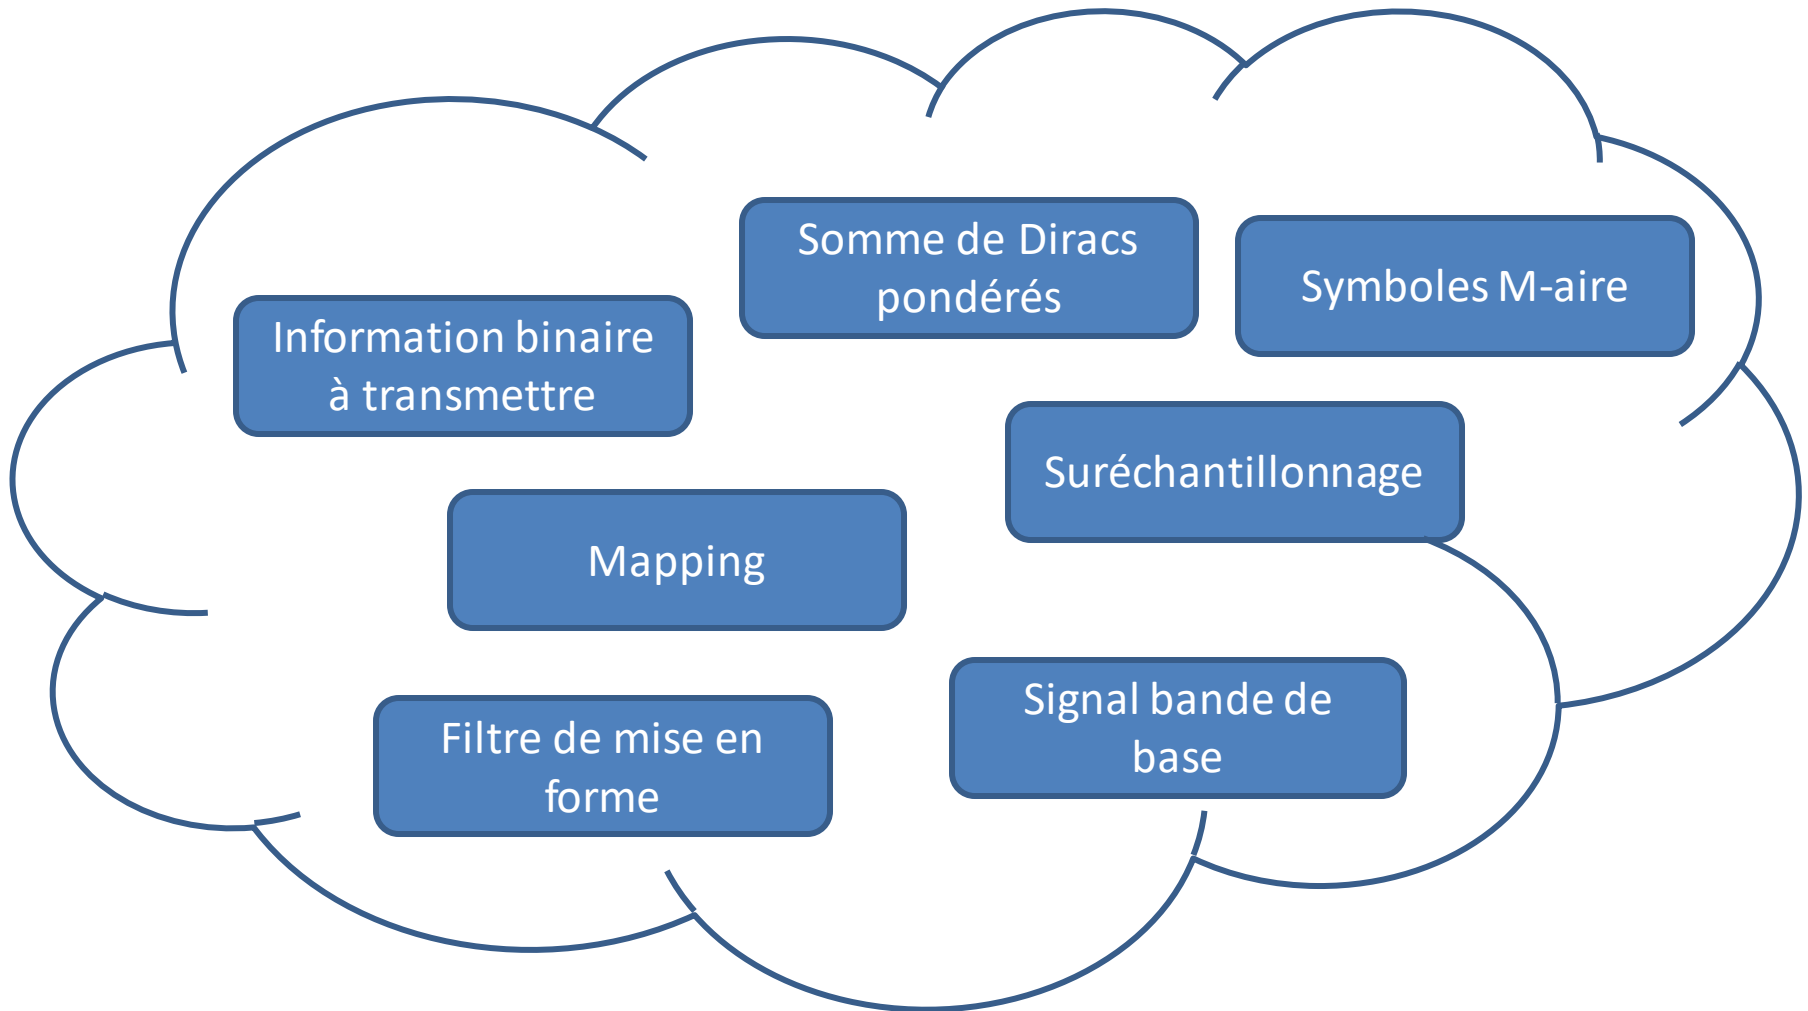 Somme de Diracs
pondérés
Symboles M-aire
Information binaire
à transmettre
Suréchantillonnage
Mapping
Signal bande de
base
Filtre de mise en
forme